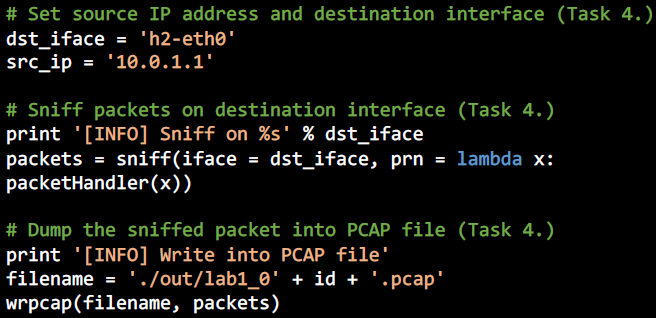 # Set source IP address and destination interface (Task 4.)
dst_iface = 'h2-eth0'
src_ip = '10.0.1.1'
# Sniff packets on destination interface (Task 4.)
print '[INFO] Sniff on %s' % dst_iface
packets = sniff(iface = dst_iface, prn = lambda x:
packetHandler(x))
# Dump the sniffed packet into PCAP file (Task 4.)
print '[INFO] Write into PCAP file'
filename = './out/lab1_0' + id + '.pcap'
wrpcap(filename, packets)